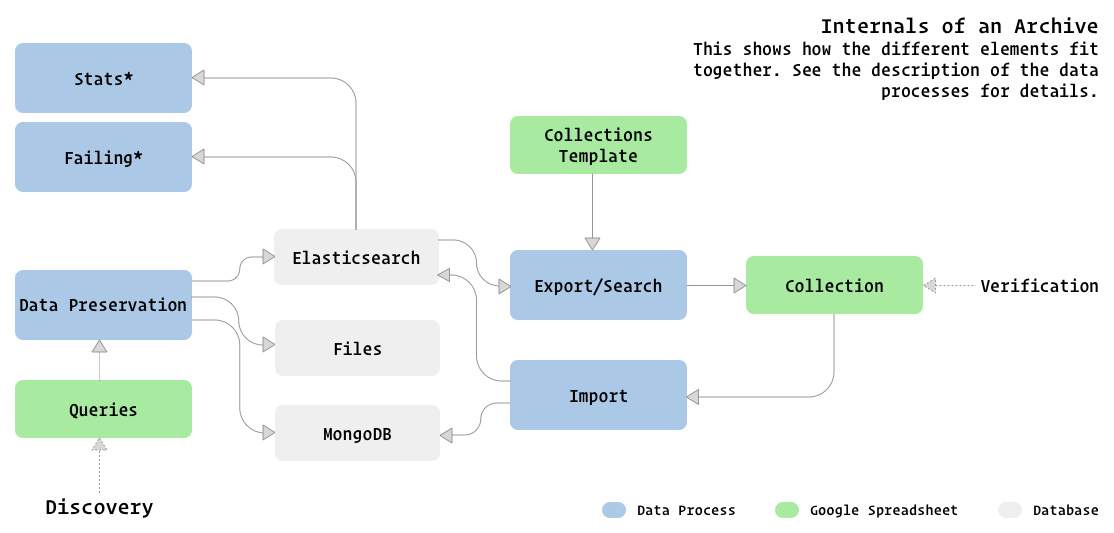 Internals of an Archive
This shows how the different elements fit
together. See the description of the data
processes for details.
Stats*
Failing*
Collections
Template
Elasticsearch
Export/Search
Collection
Verification
Data Preservation
Files
Import
Queries
MongoDB
Discovery
Data Process
Google Spreadsheet
Database